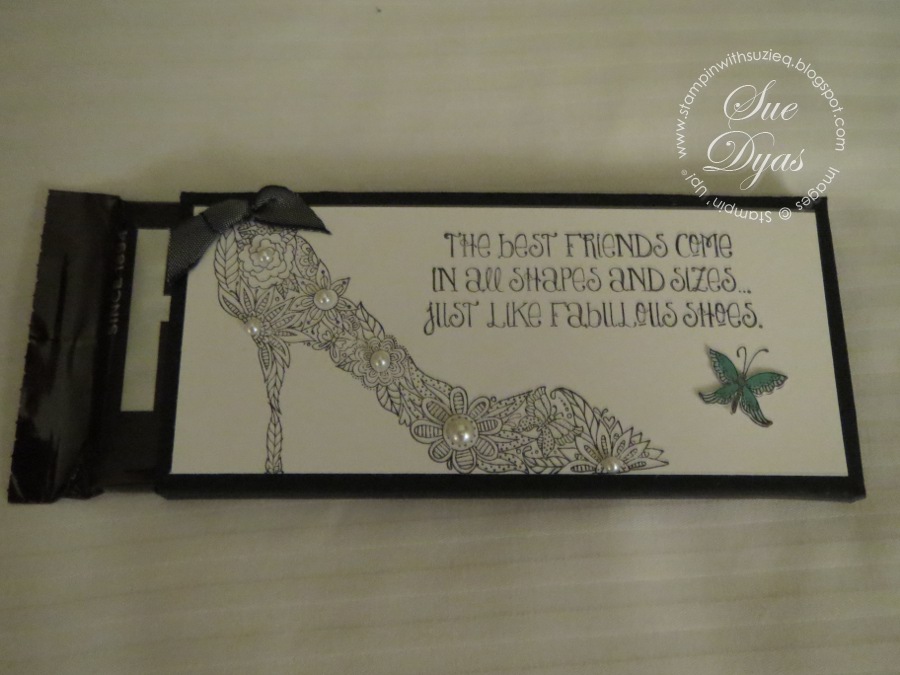 www.stampinwithsuzieq.blogspot.com
Sue
Dyas
Images © Stampin' Up!®
SINCE 1824
THE BEST FRIENDS COME
IN ALL SHAPES AND SIZES...
JUST LIKE FABULOUS SHOES.